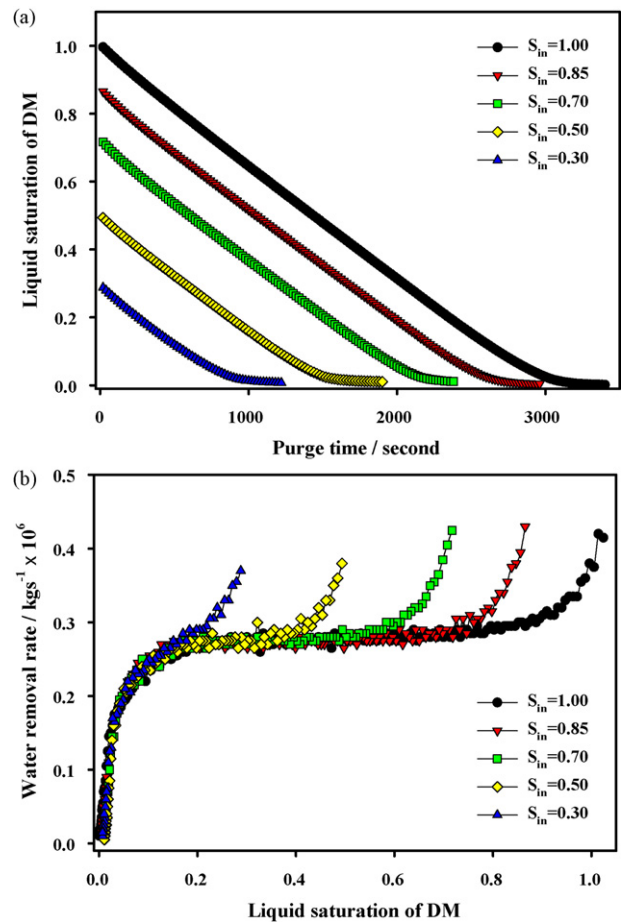 (a)
Liquid saturation of DM
1.0
0.8
0.6
0.4
0.2
0.0
S_in=1.00
S_in=0.85
S_in=0.70
S_in=0.50
S_in=0.30
0
1000
2000
3000
Purge time / second
(b)
Water removal rate / kgs⁻¹ x 10⁶
0.5
0.4
0.3
0.2
0.1
0.0
S_in=1.00
S_in=0.85
S_in=0.70
S_in=0.50
S_in=0.30
0.0
0.2
0.4
0.6
0.8
1.0
Liquid saturation of DM